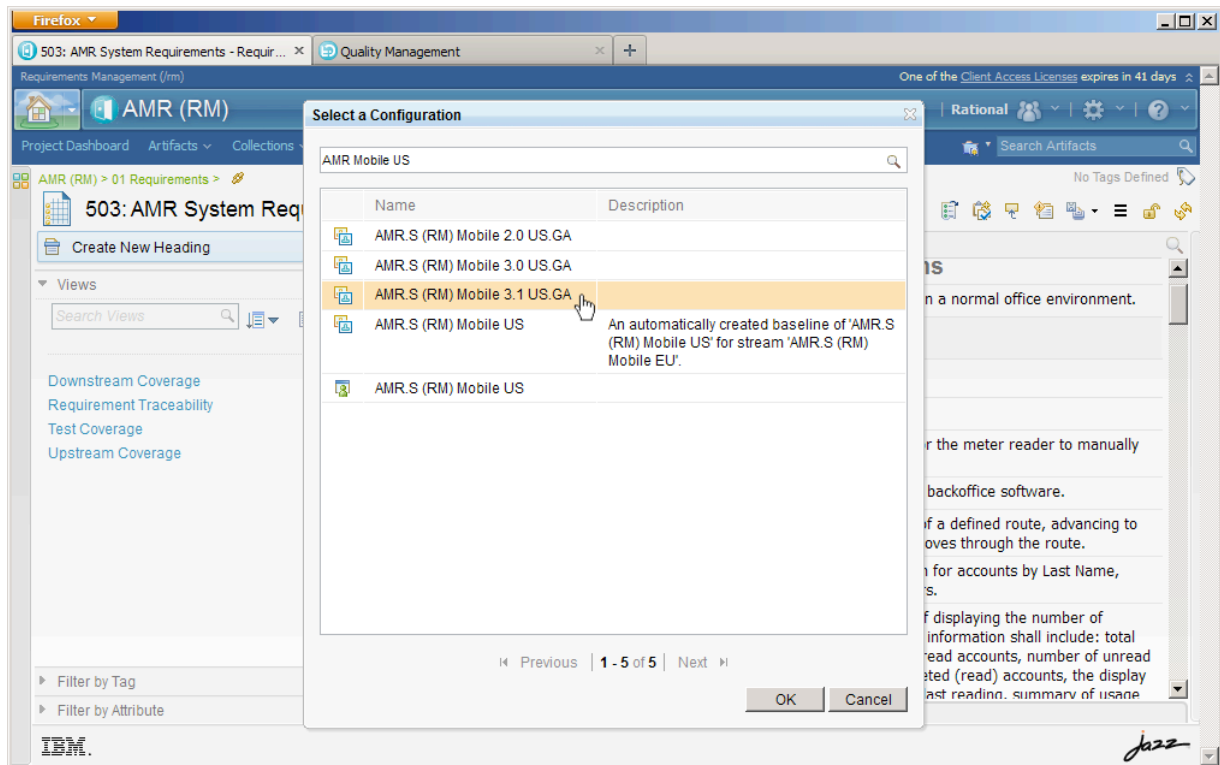 Firefox
503: AMR System Requirements - Requir... ×
Quality Management ×
+
Requirements Management (/rm)
One of the Client Access Licenses expires in 41 days
AMR (RM)
Rational
Project Dashboard Artifacts Collections
Search Artifacts
AMR (RM) > 01 Requirements >
No Tags Defined
503: AMR System Req
Create New Heading
Views
Search Views
Downstream Coverage
Requirement Traceability
Test Coverage
Upstream Coverage
Filter by Tag
Filter by Attribute
Select a Configuration
AMR Mobile US
Name Description
AMR.S (RM) Mobile 2.0 US.GA
AMR.S (RM) Mobile 3.0 US.GA
AMR.S (RM) Mobile 3.1 US.GA
AMR.S (RM) Mobile US An automatically created baseline of 'AMR.S
(RM) Mobile US' for stream 'AMR.S (RM)
Mobile EU'.
AMR.S (RM) Mobile US
Previous 1 - 5 of 5 Next
OK Cancel
ns
n a normal office environment.
or the meter reader to manually
backoffice software.
of a defined route, advancing to
oves through the route.
n for accounts by Last Name,
rs.
f displaying the number of
information shall include: total
read accounts, number of unread
eted (read) accounts, the display
ast reading, summary of usage
IBM.
jazz